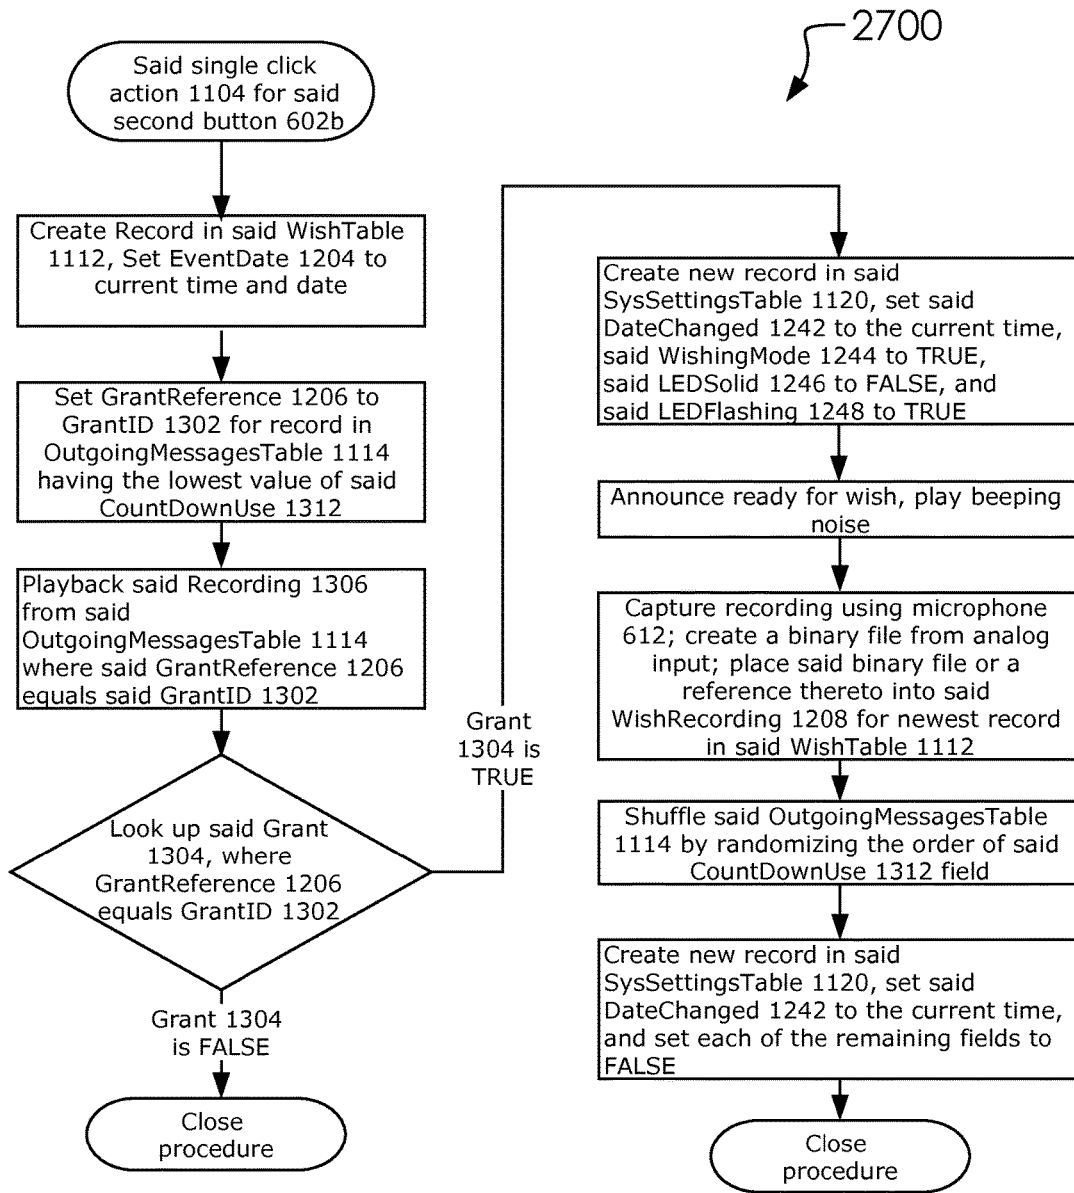 2700
Said single click
action 1104 for said
second button 602b
Create Record in said WishTable
1112, Set EventDate 1204 to
current time and date
Set GrantReference 1206 to
GrantID 1302 for record in
OutgoingMessagesTable 1114
having the lowest value of said
CountDownUse 1312
Playback said Recording 1306
from said
OutgoingMessagesTable 1114
where said GrantReference 1206
equals said GrantID 1302
Look up said Grant
1304, where
GrantReference 1206
equals GrantID 1302
Grant 1304
is FALSE
Close
procedure
Grant
1304 is
TRUE
Create new record in said
SysSettingsTable 1120, set said
DateChanged 1242 to the current time,
said WishingMode 1244 to TRUE,
said LEDSolid 1246 to FALSE, and
said LEDFlashing 1248 to TRUE
Announce ready for wish, play beeping
noise
Capture recording using microphone
612; create a binary file from analog
input; place said binary file or a
reference thereto into said
WishRecording 1208 for newest record
in said WishTable 1112
Shuffle said OutgoingMessagesTable
1114 by randomizing the order of said
CountDownUse 1312 field
Create new record in said
SysSettingsTable 1120, set said
DateChanged 1242 to the current time,
and set each of the remaining fields to
FALSE
Close
procedure